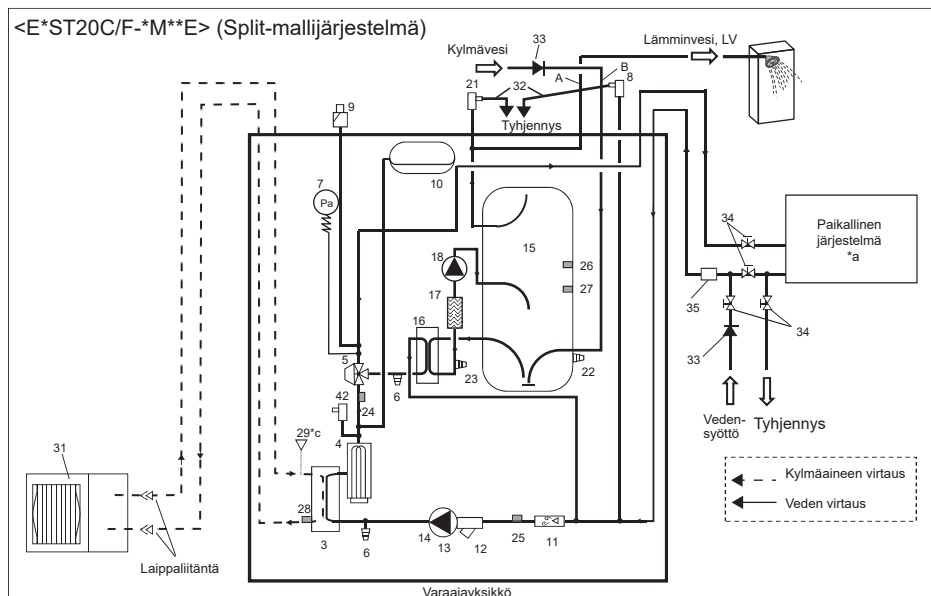 <E*ST20C/F-*M**E> (Split-mallijärjestelmä)
33
Kylmävesi
Lämminvesi, LV
B
A
8
21
32
9
Tyhjennys
10
7
Pa
34
Paikallinen
järjestelmä
*a
15
18
26
27
35
17
16
34
5
33
23
22
6
42
24
4
Veden-
syöttö
Tyhjennys
29*c
31
Kylmäaineen virtaus
Veden virtaus
28
14
25
3
6
13
12
11
Laippaliitäntä
Varaajayksikkö